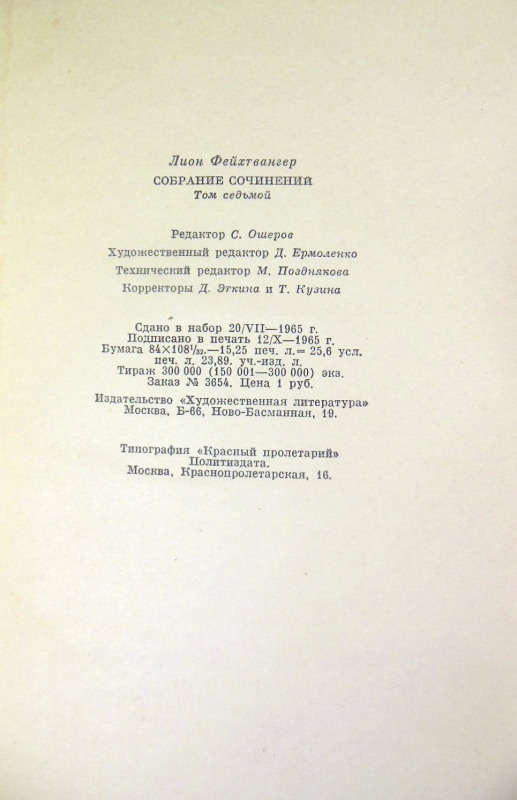 Лион Фейхтвангер
СОБРАНИЕ СОЧИНЕНИЙ
Том седьмой
Редактор С. Ошеров
Художественный редактор Д. Ермоленко
Технический редактор М. Позднякова
Корректоры Д. Эткина и Т. Кузина
Сдано в набор 20/VII—1965 г.
Подписано в печать 12/X—1965 г.
Бумага 84×108¹/₃₂.—15,25 печ. л.= 25,6 усл.
печ. л. 23,89. уч.-изд. л.
Тираж 300 000 (150 001—300 000) экз.
Заказ № 3654. Цена 1 руб.
Издательство «Художественная литература»
Москва, Б-66, Ново-Басманная, 19.
Типография «Красный пролетарий»
Политиздата.
Москва, Краснопролетарская, 16.